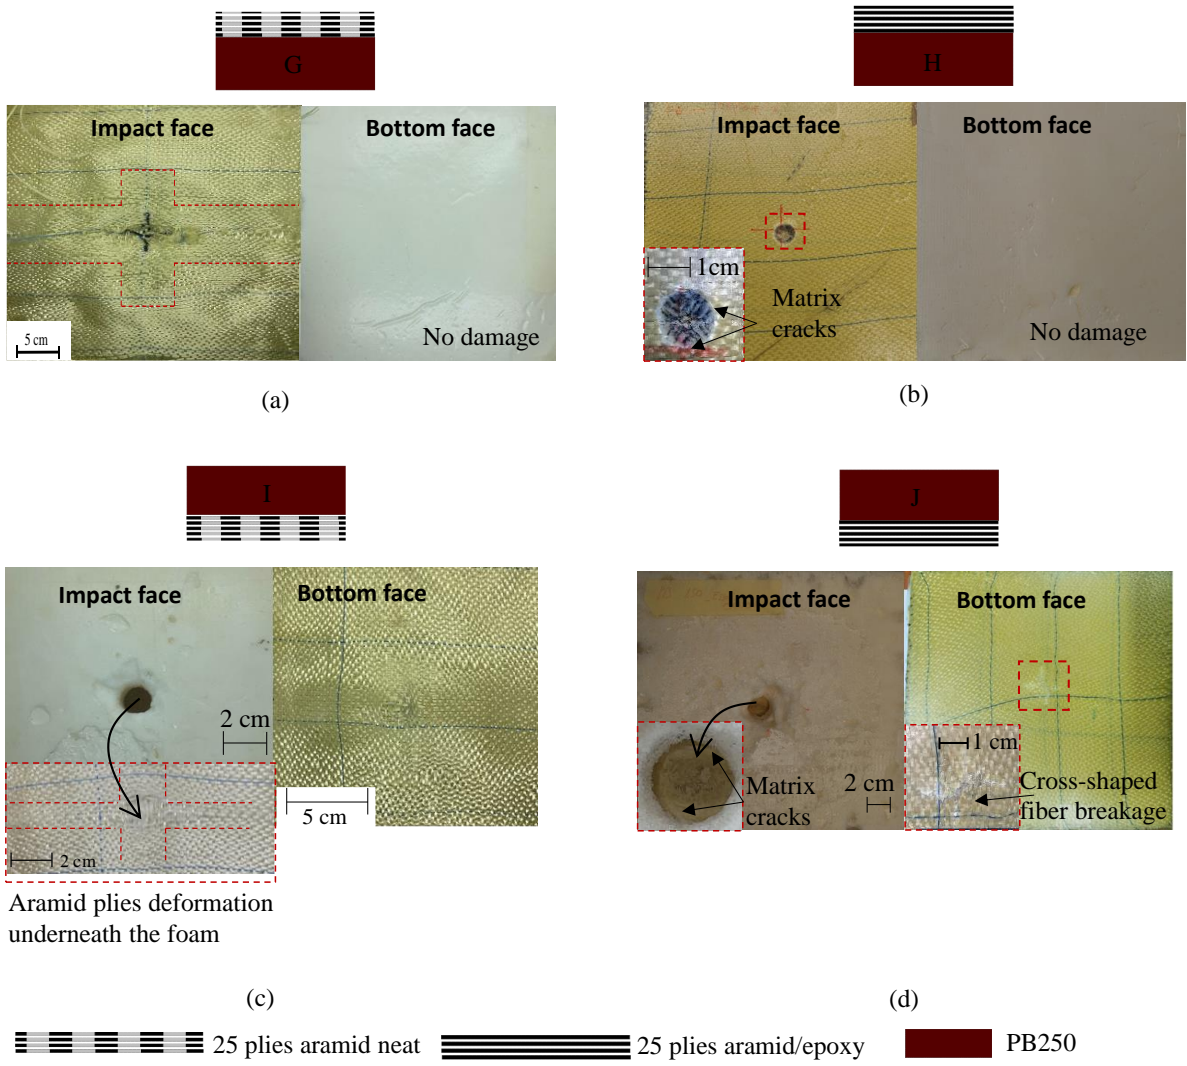 G
H
Impact face
Bottom face
5 cm
No damage
(a)
Impact face
Bottom face
1cm
Matrix
cracks
No damage
(b)
I
J
Impact face
Bottom face
2 cm
5 cm
2 cm
Aramid plies deformation
underneath the foam
(c)
Impact face
Bottom face
Matrix
cracks
2 cm
1 cm
Cross-shaped
fiber breakage
(d)
25 plies aramid neat
25 plies aramid/epoxy
PB250